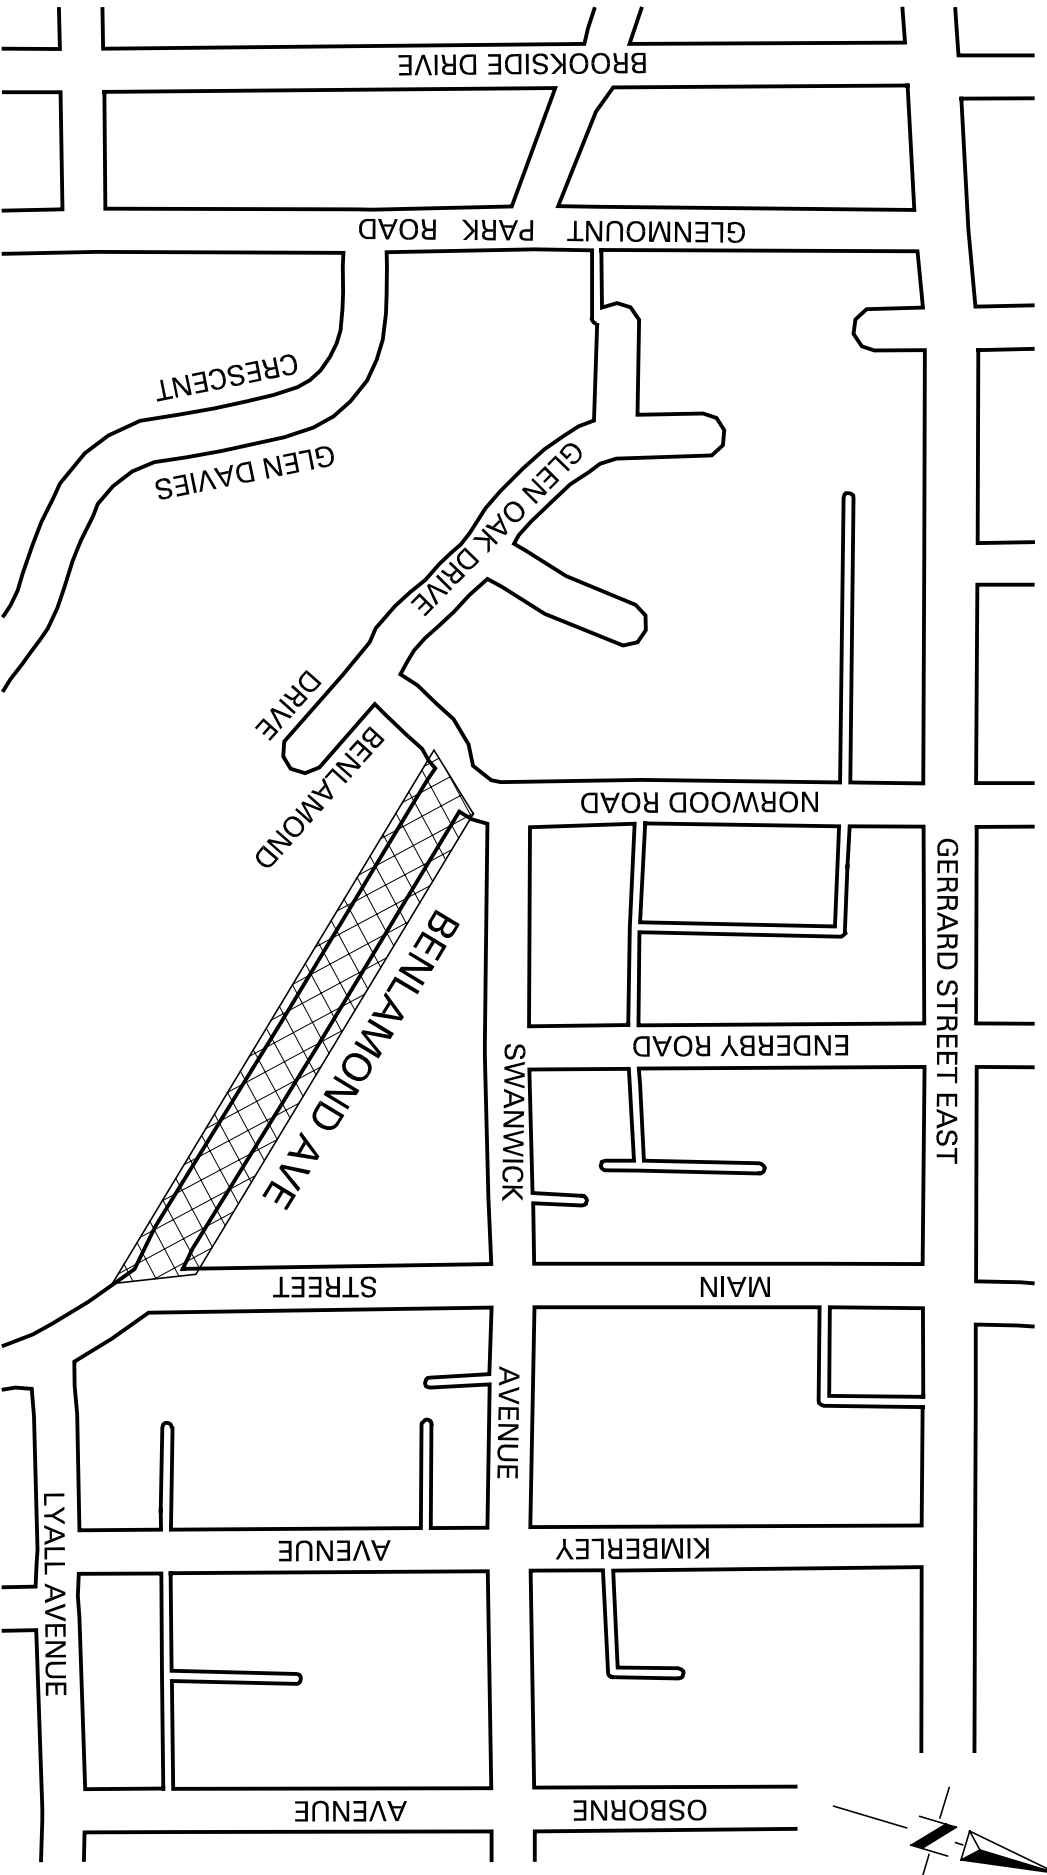 BROOKSIDE DRIVE
GLENMOUNT PARK ROAD
CRESCENT
GLEN DAVIES
GLEN OAK DRIVE
DRIVE
BENLAMOND
NORWOOD ROAD
GERRARD STREET EAST
BENLAMOND AVE
ENDERBY ROAD
SWANWICK
STREET
MAIN
AVENUE
LYALL AVENUE
AVENUE
KIMBERLEY
AVENUE
OSBORNE
N